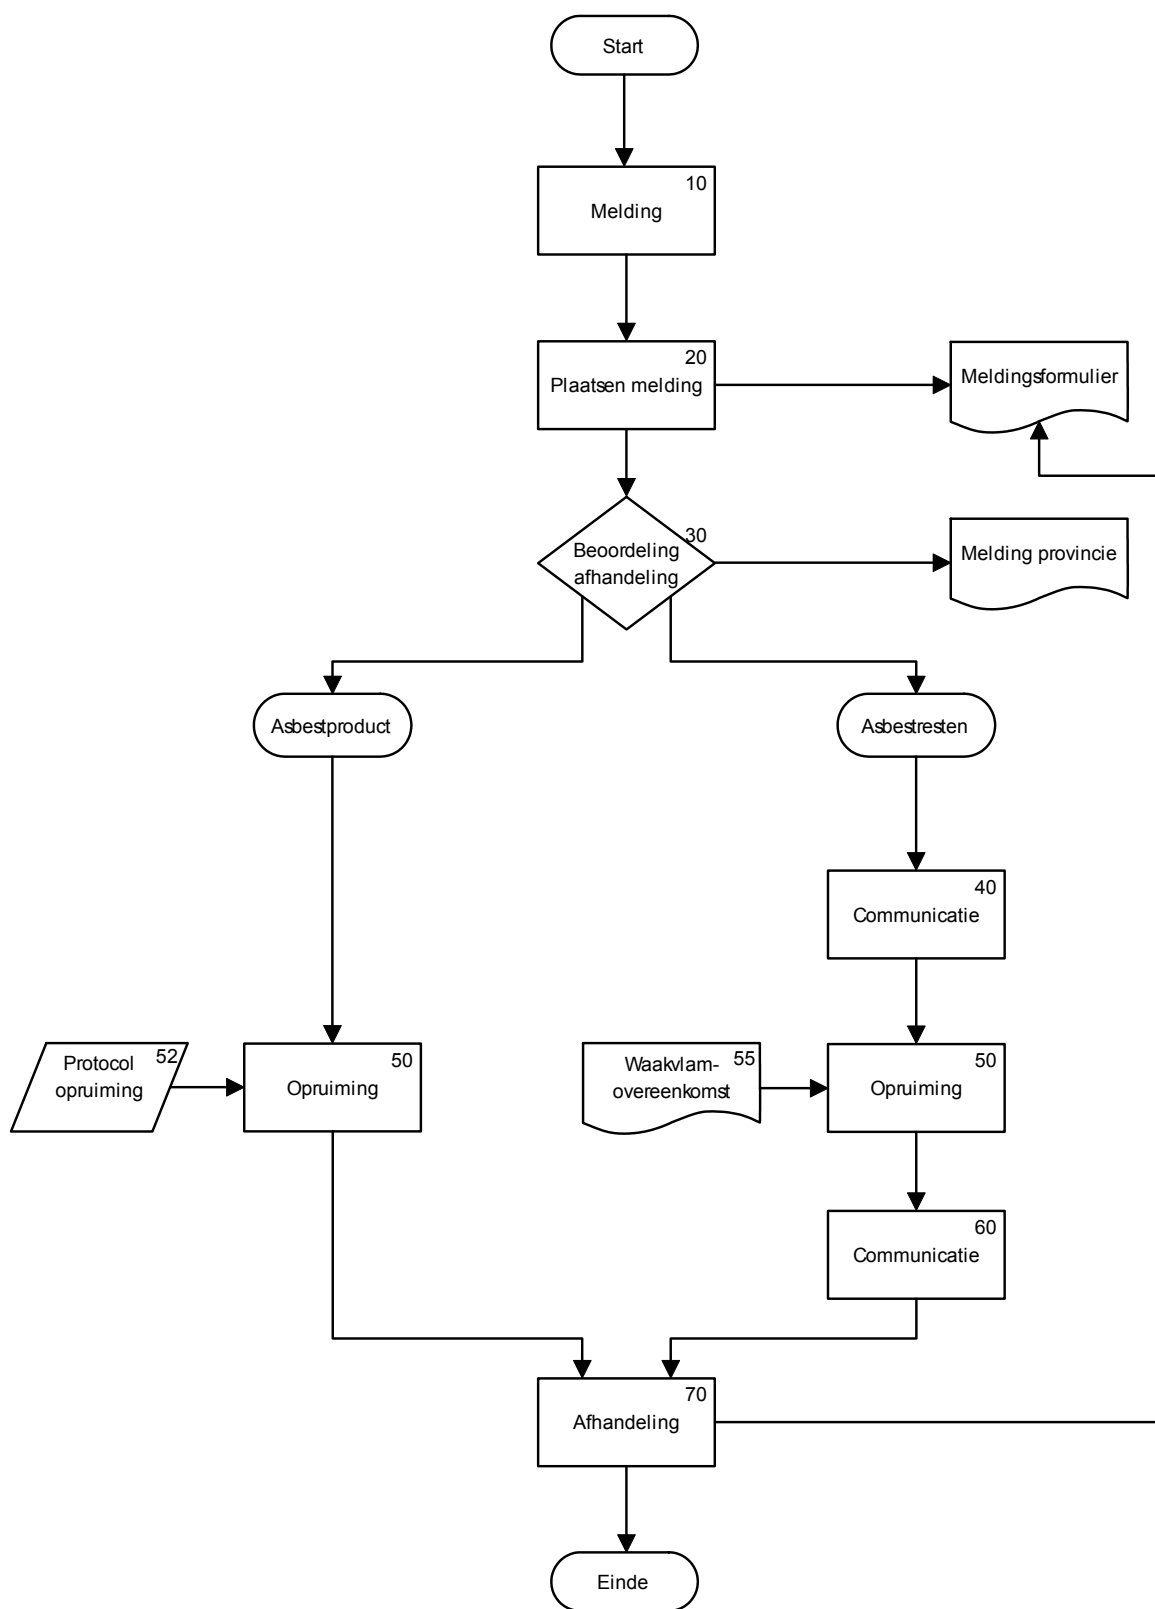 Start
10
Melding
20
Plaatsen melding
Meldingsformulier
30
Beoordeling
afhandeling
Melding provincie
Asbestproduct
Asbestresten
40
Communicatie
Protocol
opruiming
52
50
Opruiming
Waakvlam-
overeenkomst
55
50
Opruiming
60
Communicatie
70
Afhandeling
Einde